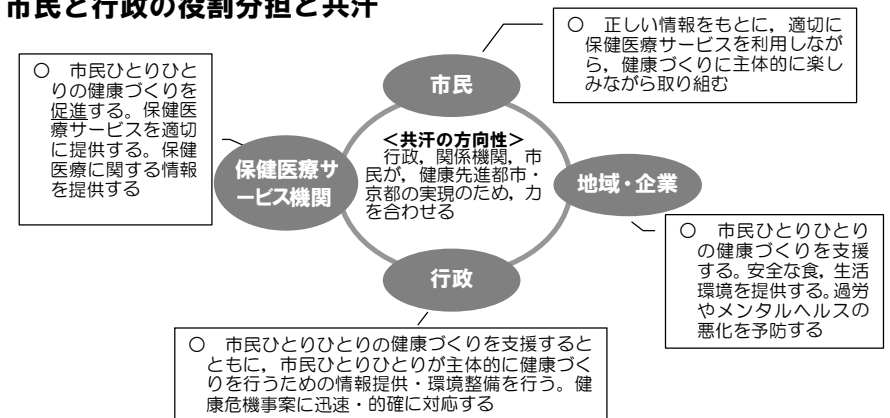 市民と行政の役割分担と共汗
○　正しい情報をもとに，適切に
保健医療サービスを利用しなが
ら，健康づくりに主体的に楽し
みながら取り組む
○　市民ひとりひと
りの健康づくりを
促進する。保健医
療サービスを適切
に提供する。保健
医療に関する情報
を提供する
市民
＜共汗の方向性＞
行政，関係機関，市
民が，健康先進都市・
京都の実現のため，力
を合わせる
保健医療サ
ービス機関
地域・企業
行政
○　市民ひとりひとり
の健康づくりを支援
する。安全な食，生活
環境を提供する。過労
やメンタルヘルスの
悪化を予防する
○　市民ひとりひとりの健康づくりを支援すると
ともに，市民ひとりひとりが主体的に健康づく
りを行うための情報提供・環境整備を行う。健
康危機事案に迅速・的確に対応する